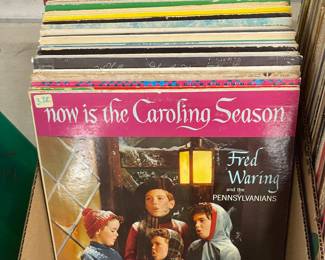 now is the Caroling Season
Fred
Waring
and the
PENNSYLVANIANS